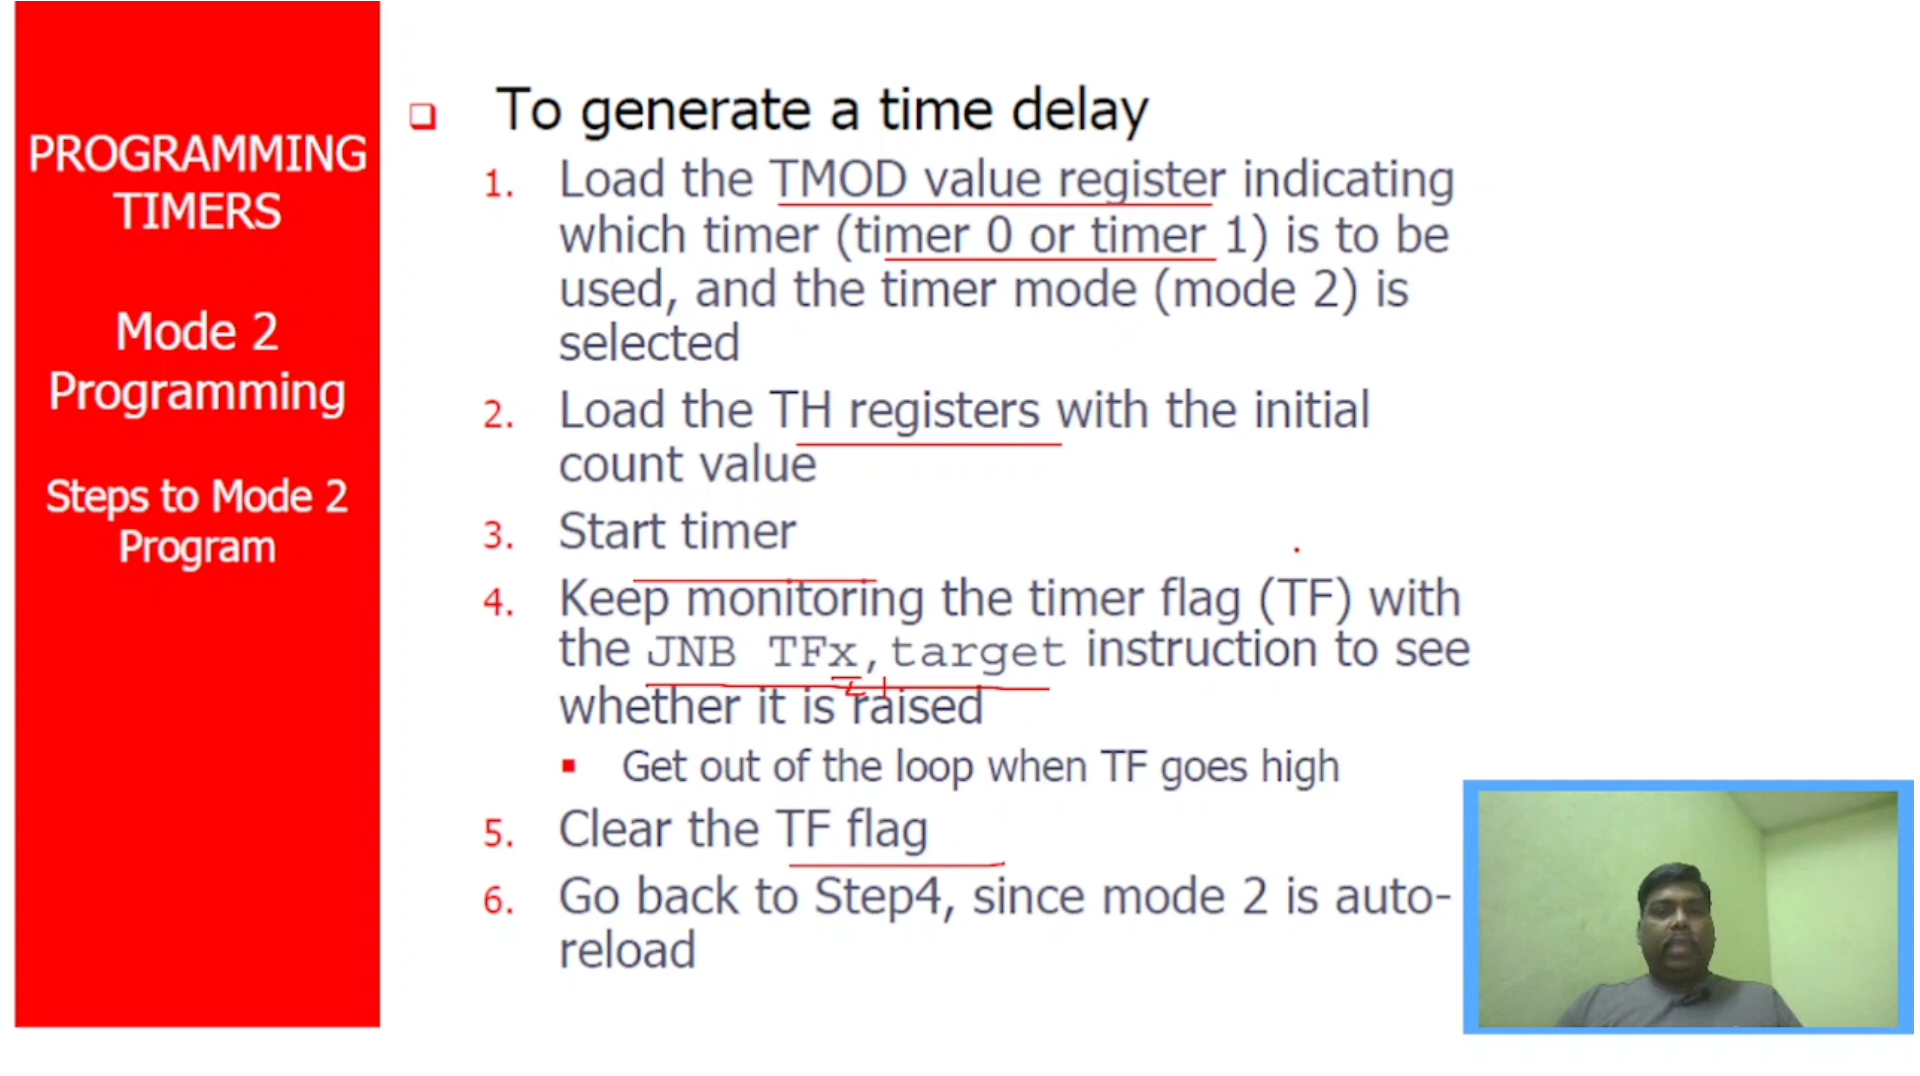 PROGRAMMING
TIMERS
Mode 2
Programming
Steps to Mode 2
Program
To generate a time delay
1. Load the TMOD value register indicating
which timer (timer 0 or timer 1) is to be
used, and the timer mode (mode 2) is
selected
2. Load the TH registers with the initial
count value
3. Start timer
4. Keep monitoring the timer flag (TF) with
the JNB TFx,target instruction to see
whether it is raised
Get out of the loop when TF goes high
5. Clear the TF flag
6. Go back to Step4, since mode 2 is auto-
reload